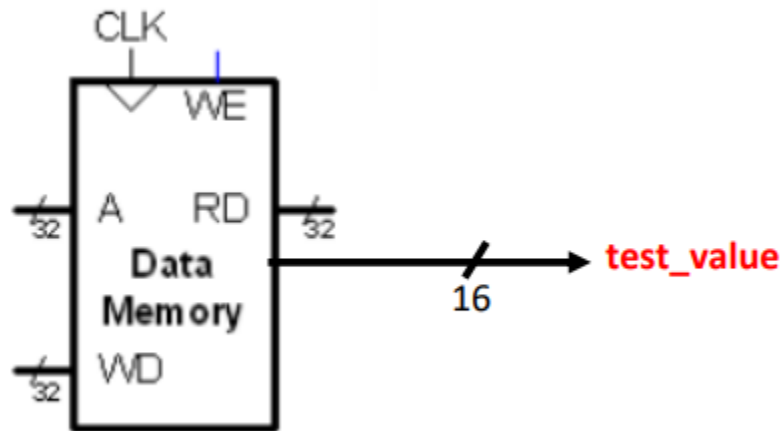 CLK
WE
A RD
32 32
Data
Memory
test_value
16
WD
32